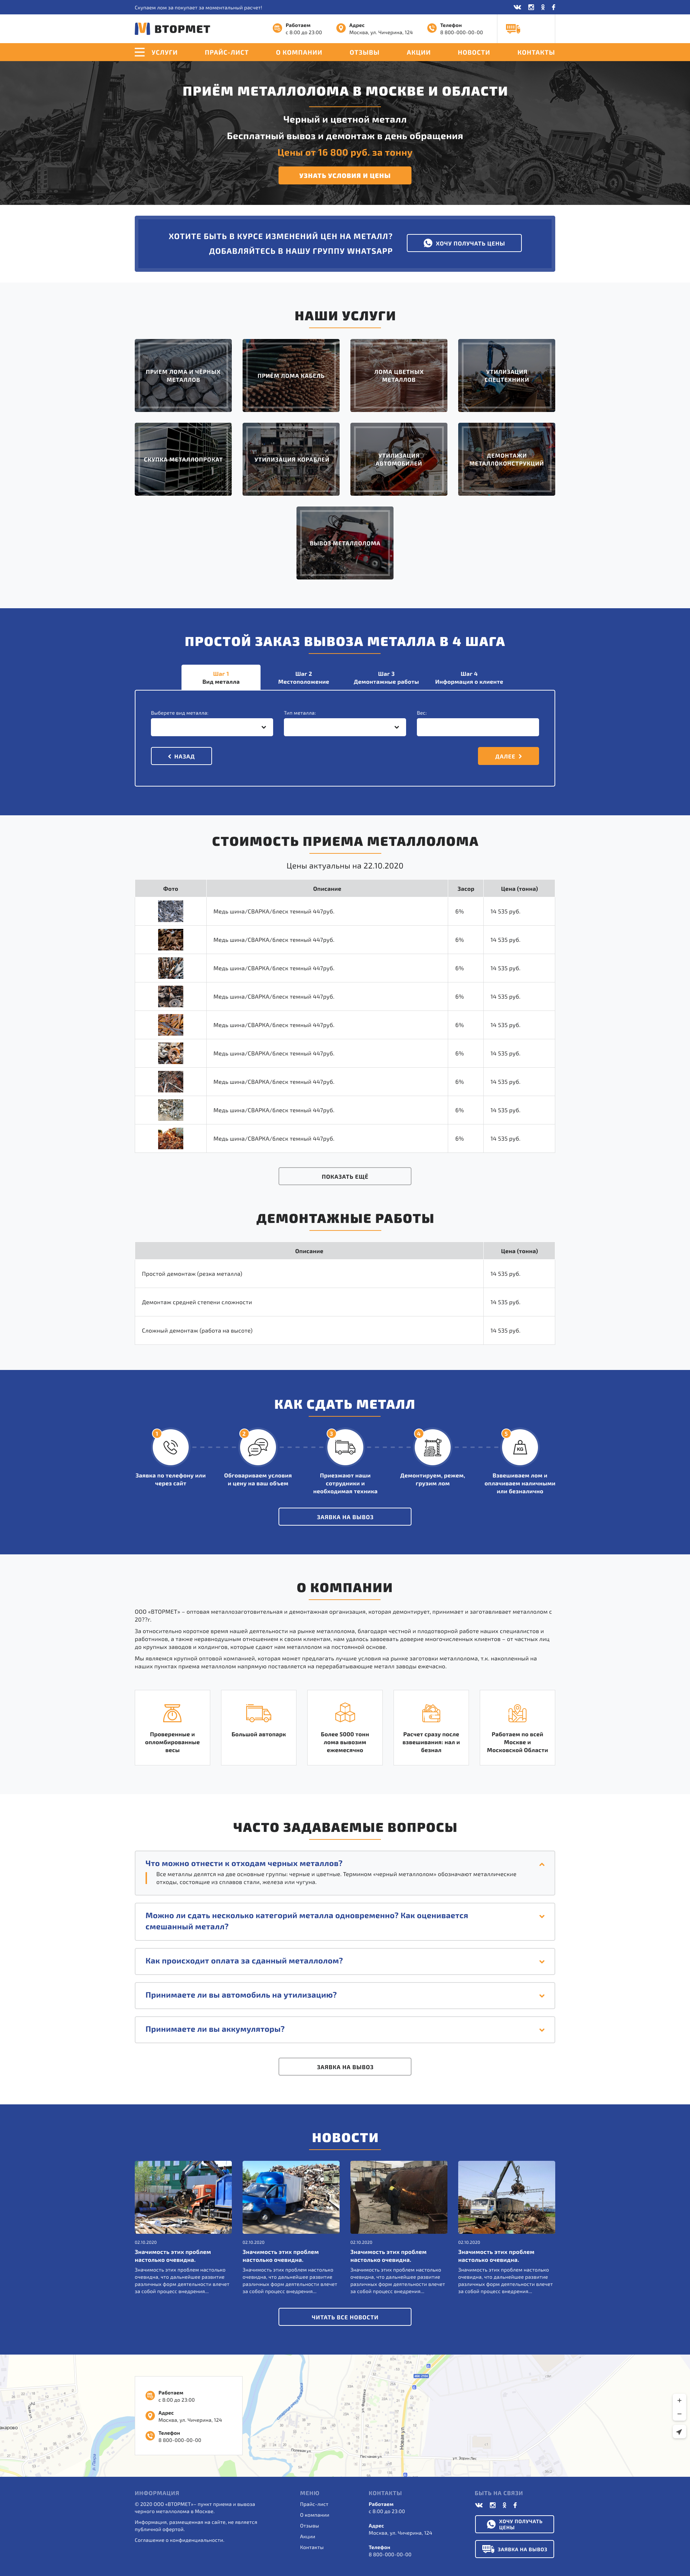 Скупаем лом за покупает за моментальный расчет!
ВТОРМЕТ
Работаем
с 8:00 до 23:00
Адрес
Москва, ул. Чичерина, 124
Телефон
8 800-000-00-00
УСЛУГИ
ПРАЙС-ЛИСТ
О КОМПАНИИ
ОТЗЫВЫ
АКЦИИ
НОВОСТИ
КОНТАКТЫ
ПРИЁМ МЕТАЛЛОЛОМА В МОСКВЕ И ОБЛАСТИ
Черный и цветной металл
Бесплатный вывоз и демонтаж в день обращения
Цены от 16 800 руб. за тонну
УЗНАТЬ УСЛОВИЯ И ЦЕНЫ
ХОТИТЕ БЫТЬ В КУРСЕ ИЗМЕНЕНИЙ ЦЕН НА МЕТАЛЛ?
ДОБАВЛЯЙТЕСЬ В НАШУ ГРУППУ WHATSAPP
ХОЧУ ПОЛУЧАТЬ ЦЕНЫ
НАШИ УСЛУГИ
ПРИЕМ ЛОМА И ЧЕРНЫХ
МЕТАЛЛОВ
ПРИЁМ ЛОМА КАБЕЛЬ
ЛОМА ЦВЕТНЫХ
МЕТАЛЛОВ
УТИЛИЗАЦИЯ
СПЕЦТЕХНИКИ
СКУПКА МЕТАЛЛОПРОКАТ
УТИЛИЗАЦИЯ КОРАБЛЕЙ
УТИЛИЗАЦИЯ
АВТОМОБИЛЕЙ
ДЕМОНТАЖИ
МЕТАЛЛОКОНСТРУКЦИЙ
ВЫВОЗ МЕТАЛЛОЛОМА
ПРОСТОЙ ЗАКАЗ ВЫВОЗА МЕТАЛЛА В 4 ШАГА
Шаг 1
Вид металла
Шаг 2
Местоположение
Шаг 3
Демонтажные работы
Шаг 4
Информация о клиенте
Выберете вид металла:
Тип металла:
Вес:
НАЗАД
ДАЛЕЕ
СТОИМОСТЬ ПРИЕМА МЕТАЛЛОЛОМА
Цены актуальны на 22.10.2020
Фото Описание Засор Цена (тонна)
Медь шина/СВАРКА/блеск темный 447руб. 6% 14 535 руб.
Медь шина/СВАРКА/блеск темный 447руб. 6% 14 535 руб.
Медь шина/СВАРКА/блеск темный 447руб. 6% 14 535 руб.
Медь шина/СВАРКА/блеск темный 447руб. 6% 14 535 руб.
Медь шина/СВАРКА/блеск темный 447руб. 6% 14 535 руб.
Медь шина/СВАРКА/блеск темный 447руб. 6% 14 535 руб.
Медь шина/СВАРКА/блеск темный 447руб. 6% 14 535 руб.
Медь шина/СВАРКА/блеск темный 447руб. 6% 14 535 руб.
Медь шина/СВАРКА/блеск темный 447руб. 6% 14 535 руб.
ПОКАЗАТЬ ЕЩЁ
ДЕМОНТАЖНЫЕ РАБОТЫ
Описание Цена (тонна)
Простой демонтаж (резка металла) 14 535 руб.
Демонтаж средней степени сложности 14 535 руб.
Сложный демонтаж (работа на высоте) 14 535 руб.
КАК СДАТЬ МЕТАЛЛ
1
Заявка по телефону или
через сайт
2
Обговариваем условия
и цену на ваш объем
3
Приезжают наши
сотрудники и
необходимая техника
4
Демонтируем, режем,
грузим лом
5
KG
Взвешиваем лом и
оплачиваем наличными
или безналично
ЗАЯВКА НА ВЫВОЗ
О КОМПАНИИ
ООО «ВТОРМЕТ» – оптовая металлозаготовительная и демонтажная организация, которая демонтирует, принимает и заготавливает металлолом с
20??г.
За относительно короткое время нашей деятельности на рынке металлолома, благодаря честной и плодотворной работе наших специалистов и
работников, а также неравнодушным отношением к своим клиентам, нам удалось завоевать доверие многочисленных клиентов – от частных лиц
до крупных заводов и холдингов, которые сдают нам металлолом на постоянной основе.
Мы являемся крупной оптовой компанией, которая может предлагать лучшие условия на рынке заготовки металлолома, т.к. накопленный на
наших пунктах приема металлолом напрямую поставляется на перерабатывающие металл заводы ежечасно.
Проверенные и
опломбированные
весы
Большой автопарк
Более 5000 тонн
лома вывозим
ежемесячно
Расчет сразу после
взвешивания: нал и
безнал
Работаем по всей
Москве и
Московской Области
ЧАСТО ЗАДАВАЕМЫЕ ВОПРОСЫ
Что можно отнести к отходам черных металлов?
Все металлы делятся на две основные группы: черные и цветные. Термином «черный металлолом» обозначают металлические
отходы, состоящие из сплавов стали, железа или чугуна.
Можно ли сдать несколько категорий металла одновременно? Как оценивается
смешанный металл?
Как происходит оплата за сданный металлолом?
Принимаете ли вы автомобиль на утилизацию?
Принимаете ли вы аккумуляторы?
ЗАЯВКА НА ВЫВОЗ
НОВОСТИ
02.10.2020
Значимость этих проблем
настолько очевидна.
Значимость этих проблем настолько
очевидна, что дальнейшее развитие
различных форм деятельности влечет
за собой процесс внедрения...
02.10.2020
Значимость этих проблем
настолько очевидна.
Значимость этих проблем настолько
очевидна, что дальнейшее развитие
различных форм деятельности влечет
за собой процесс внедрения...
02.10.2020
Значимость этих проблем
настолько очевидна.
Значимость этих проблем настолько
очевидна, что дальнейшее развитие
различных форм деятельности влечет
за собой процесс внедрения...
02.10.2020
Значимость этих проблем
настолько очевидна.
Значимость этих проблем настолько
очевидна, что дальнейшее развитие
различных форм деятельности влечет
за собой процесс внедрения...
ЧИТАТЬ ВСЕ НОВОСТИ
Работаем
с 8:00 до 23:00
Адрес
Москва, ул. Чичерина, 124
Телефон
8 800-000-00-00
Новая ул.
Полевая ул.
Песчаная ул.
ИНФОРМАЦИЯ
© 2020 ООО «ВТОРМЕТ»– пункт приема и вывоза
черного металлолома в Москве.
Информация, размещенная на сайте, не является
публичной офертой.
Соглашение о конфиденциальности.
МЕНЮ
Прайс-лист
О компании
Отзывы
Акции
Контакты
КОНТАКТЫ
Работаем
с 8:00 до 23:00
Адрес
Москва, ул. Чичерина, 124
Телефон
8 800-000-00-00
БЫТЬ НА СВЯЗИ
ХОЧУ ПОЛУЧАТЬ
ЦЕНЫ
ЗАЯВКА НА ВЫВОЗ